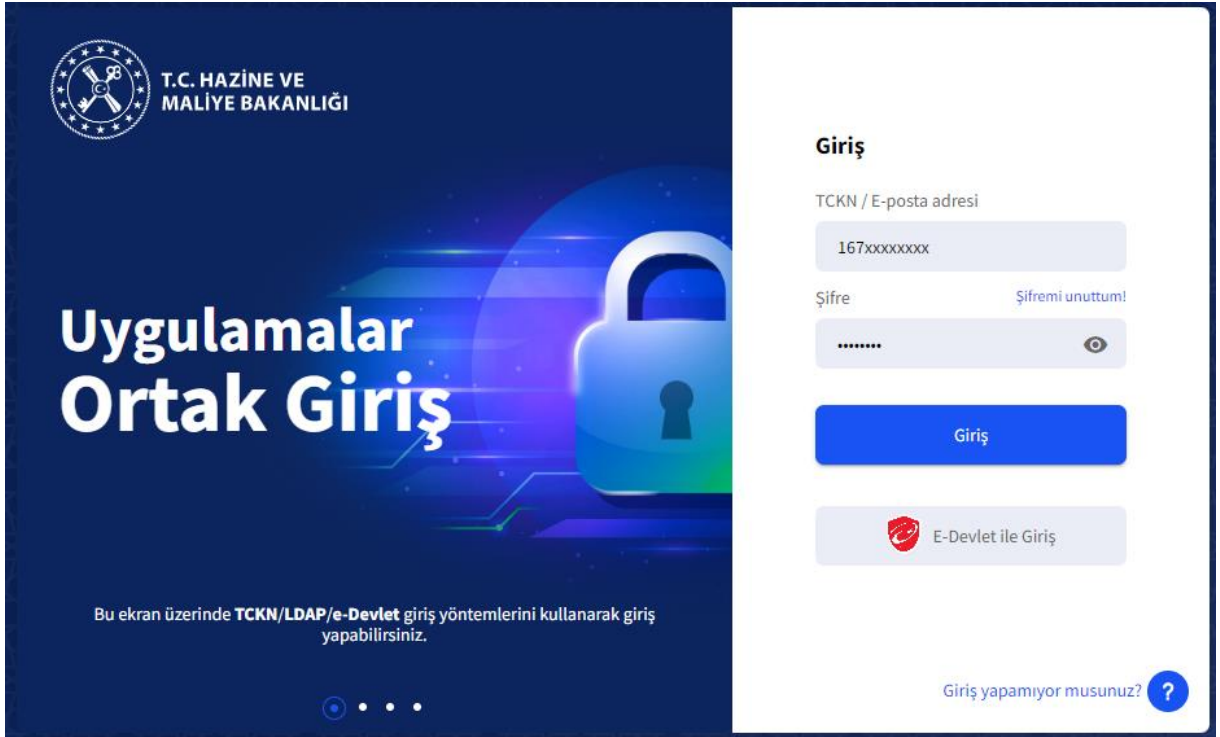 T.C. HAZİNE VE
MALİYE BAKANLIĞI
Uygulamalar
Ortak Giriş
Bu ekran üzerinde TCKN/LDAP/e-Devlet giriş yöntemlerini kullanarak giriş
yapabilirsiniz.
Giriş
TCKN / E-posta adresi
167xxxxxxxx
Şifre
Şifremi unuttum!
••••••••
Giriş
E-Devlet ile Giriş
Giriş yapamıyor musunuz? ?